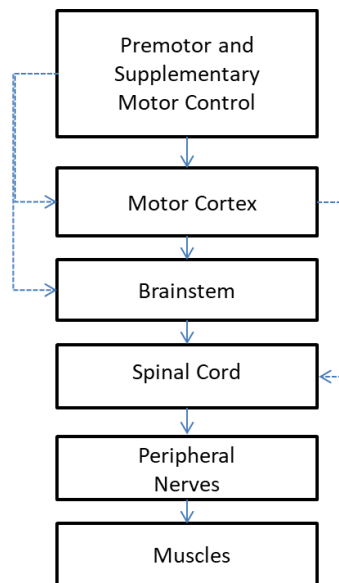 Premotor and
Supplementary
Motor Control
Motor Cortex
Brainstem
Spinal Cord
Peripheral
Nerves
Muscles